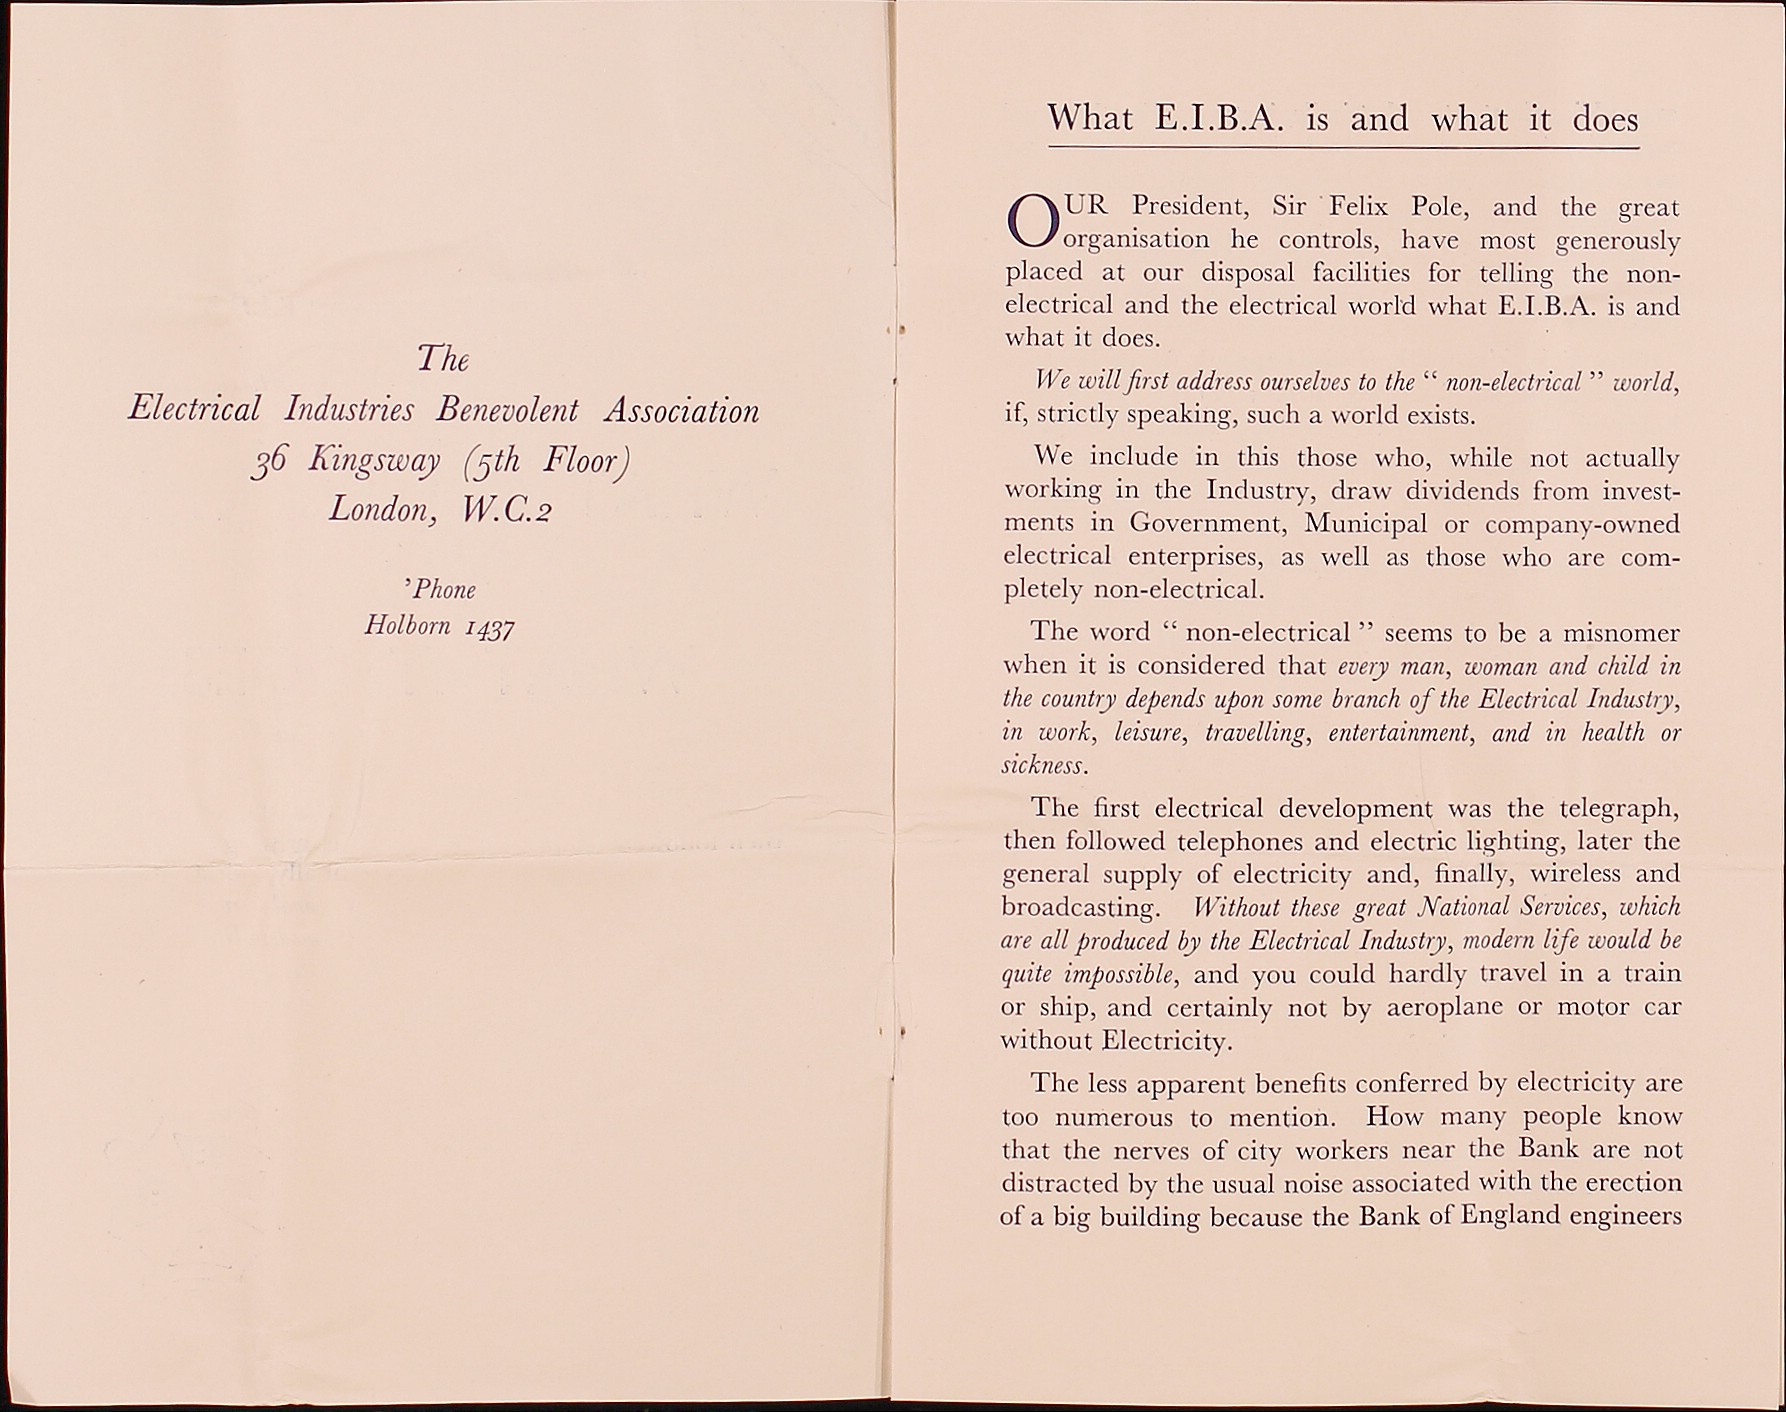 The
Electrical Industries Benevolent Association
36 Kingsway (5th Floor)
London, W.C.2
’Phone
Holborn 1437
What E.I.B.A. is and what it does
OUR President, Sir Felix Pole, and the great
organisation he controls, have most generously
placed at our disposal facilities for telling the non-
electrical and the electrical world what E.I.B.A. is and
what it does.
We will first address ourselves to the “ non-electrical ” world,
if, strictly speaking, such a world exists.
We include in this those who, while not actually
working in the Industry, draw dividends from invest-
ments in Government, Municipal or company-owned
electrical enterprises, as well as those who are com-
pletely non-electrical.
The word “ non-electrical ” seems to be a misnomer
when it is considered that every man, woman and child in
the country depends upon some branch of the Electrical Industry,
in work, leisure, travelling, entertainment, and in health or
sickness.
The first electrical development was the telegraph,
then followed telephones and electric lighting, later the
general supply of electricity and, finally, wireless and
broadcasting. Without these great National Services, which
are all produced by the Electrical Industry, modern life would be
quite impossible, and you could hardly travel in a train
or ship, and certainly not by aeroplane or motor car
without Electricity.
The less apparent benefits conferred by electricity are
too numerous to mention. How many people know
that the nerves of city workers near the Bank are not
distracted by the usual noise associated with the erection
of a big building because the Bank of England engineers